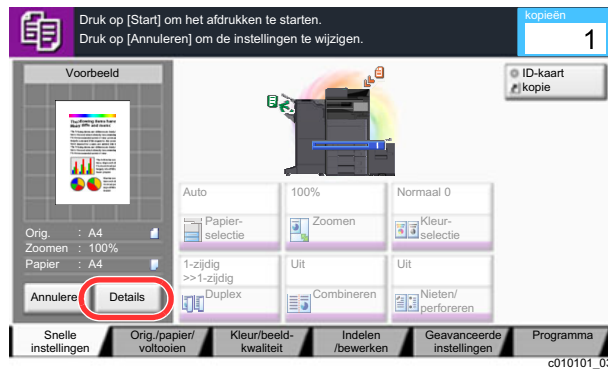 Druk op [Start] om het afdrukken te starten.
Druk op [Annuleren] om de instellingen te wijzigen.
kopieën
1
Voorbeeld
ID-kaart
kopie
Orig. : A4
Zoomen : 100%
Papier : A4
Annulere
Details
Auto
Papier-
selectie
100%
Zoomen
Normaal 0
Kleur-
selectie
1-zijdig
>>1-zijdig
Duplex
Uit
Combineren
Uit
Nieten/
perforeren
Snelle
instellingen
Orig./papier/
voltooien
Kleur/beeld-
kwaliteit
Indelen
/bewerken
Geavanceerde
instellingen
Programma